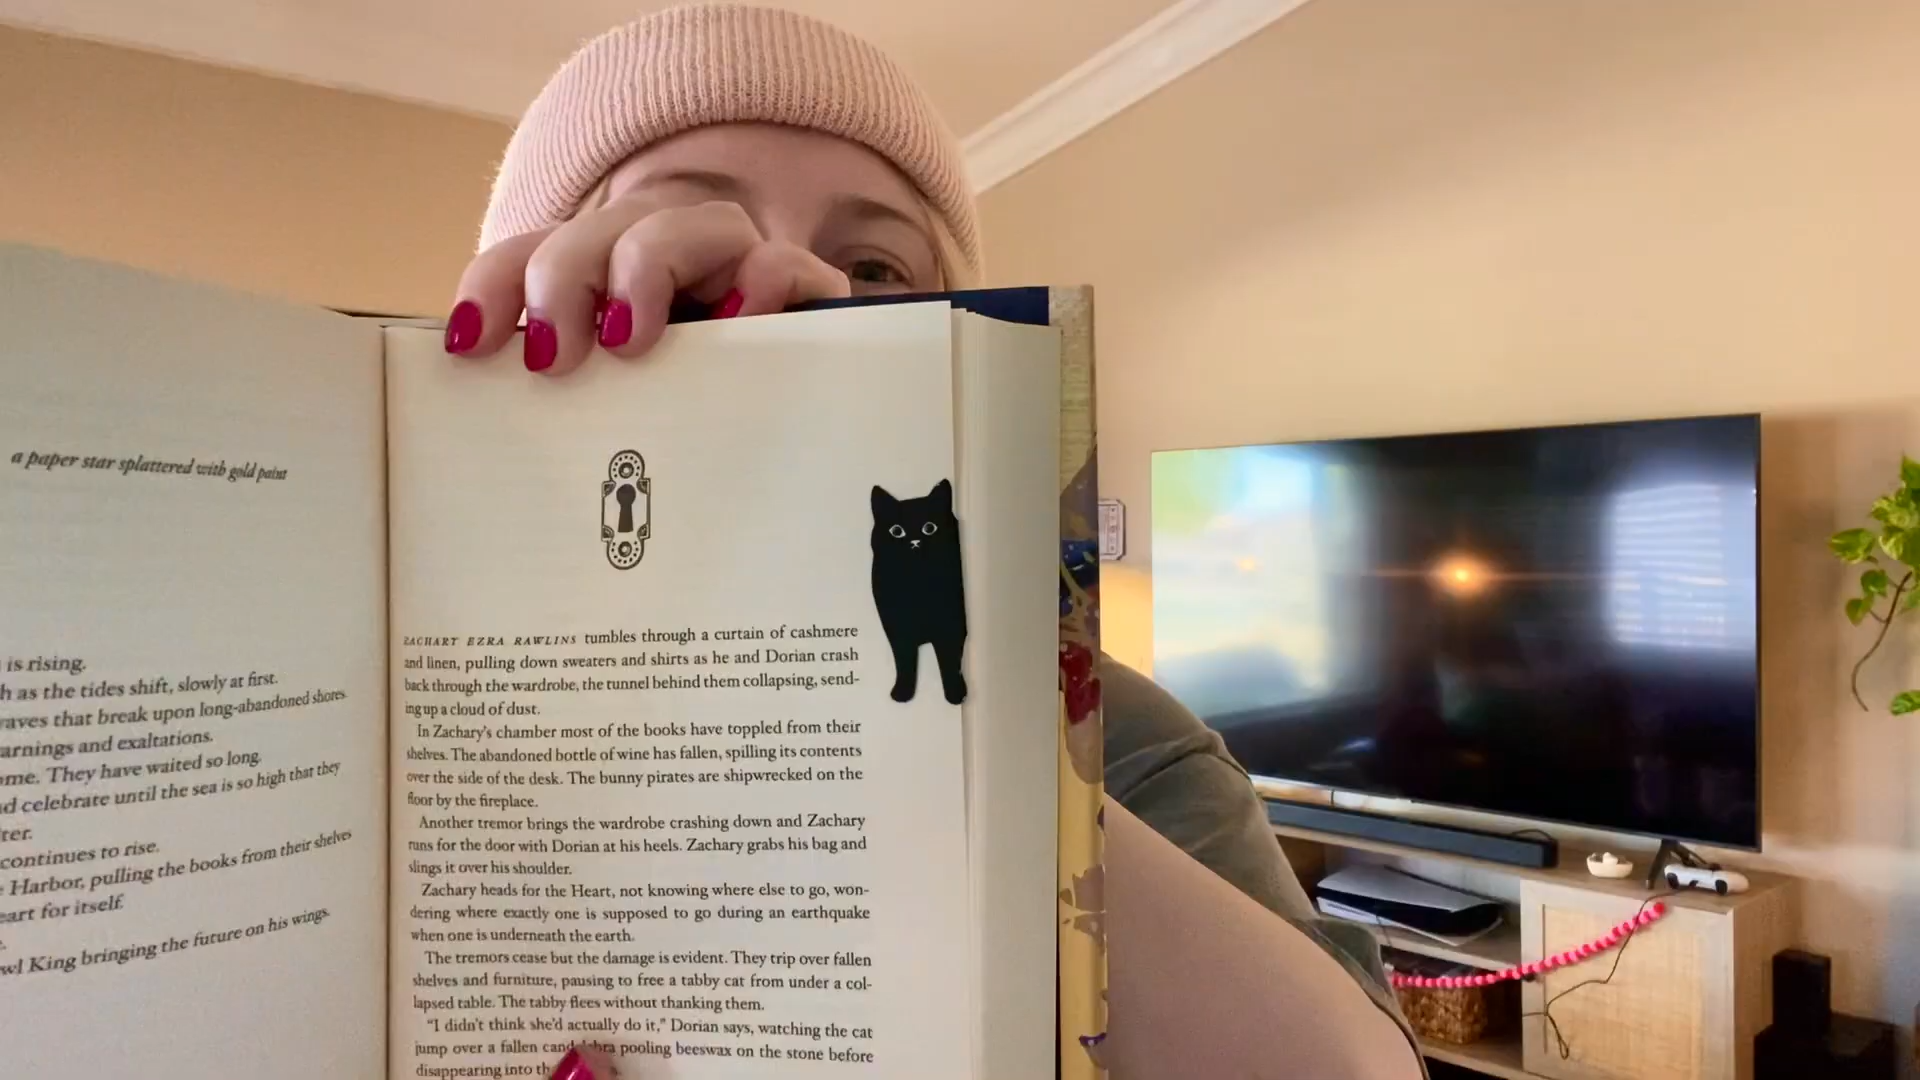 a paper star splattered with gold paint
is rising.
as the tides shift, slowly at first.
that break upon long-abandoned shores.
and exaltations.
They have waited so long.
celebrate until the sea is so high that they
continues to rise.
Harbor, pulling the books from their shelves
for itself.
King bringing the future on his wings.
ZACHARY EZRA RAWLINS tumbles through a curtain of cashmere
and linen, pulling down sweaters and shirts as he and Dorian crash
back through the wardrobe, the tunnel behind them collapsing, send-
ing up a cloud of dust.
In Zachary's chamber most of the books have toppled from their
shelves. The abandoned bottle of wine has fallen, spilling its contents
over the side of the desk. The bunny pirates are shipwrecked on the
floor by the fireplace.
Another tremor brings the wardrobe crashing down and Zachary
runs for the door with Dorian at his heels. Zachary grabs his bag and
slings it over his shoulder.
Zachary heads for the Heart, not knowing where else to go, won-
dering where exactly one is supposed to go during an earthquake
when one is underneath the earth.
The tremors cease but the damage is evident. They trip over fallen
shelves and furniture, pausing to free a tabby cat from under a col-
lapsed table. The tabby flees without thanking them.
"I didn't think she'd actually do it," Dorian says, watching the cat
jump over a fallen candelabra pooling beeswax on the stone before
disappearing into